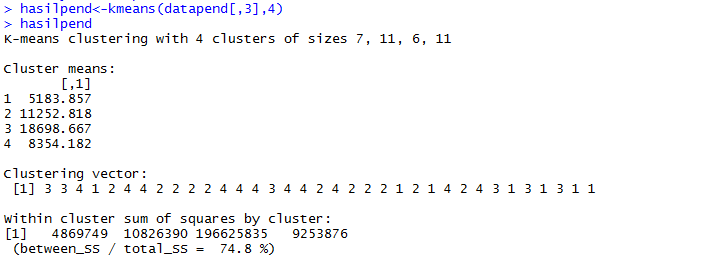 > hasilpend<-kmeans(datapend[,3],4)
> hasilpend
K-means clustering with 4 clusters of sizes 7, 11, 6, 11

Cluster means:
       [,1]
1  5183.857
2 11252.818
3 18698.667
4  8354.182

Clustering vector:
 [1] 3 3 4 1 2 4 4 2 2 2 2 4 4 4 3 4 4 2 4 2 2 2 1 2 1 4 2 4 3 1 3 1 3 1 1

Within cluster sum of squares by cluster:
[1]   4869749  10826390 196625835   9253876
 (between_SS / total_SS =  74.8 %)